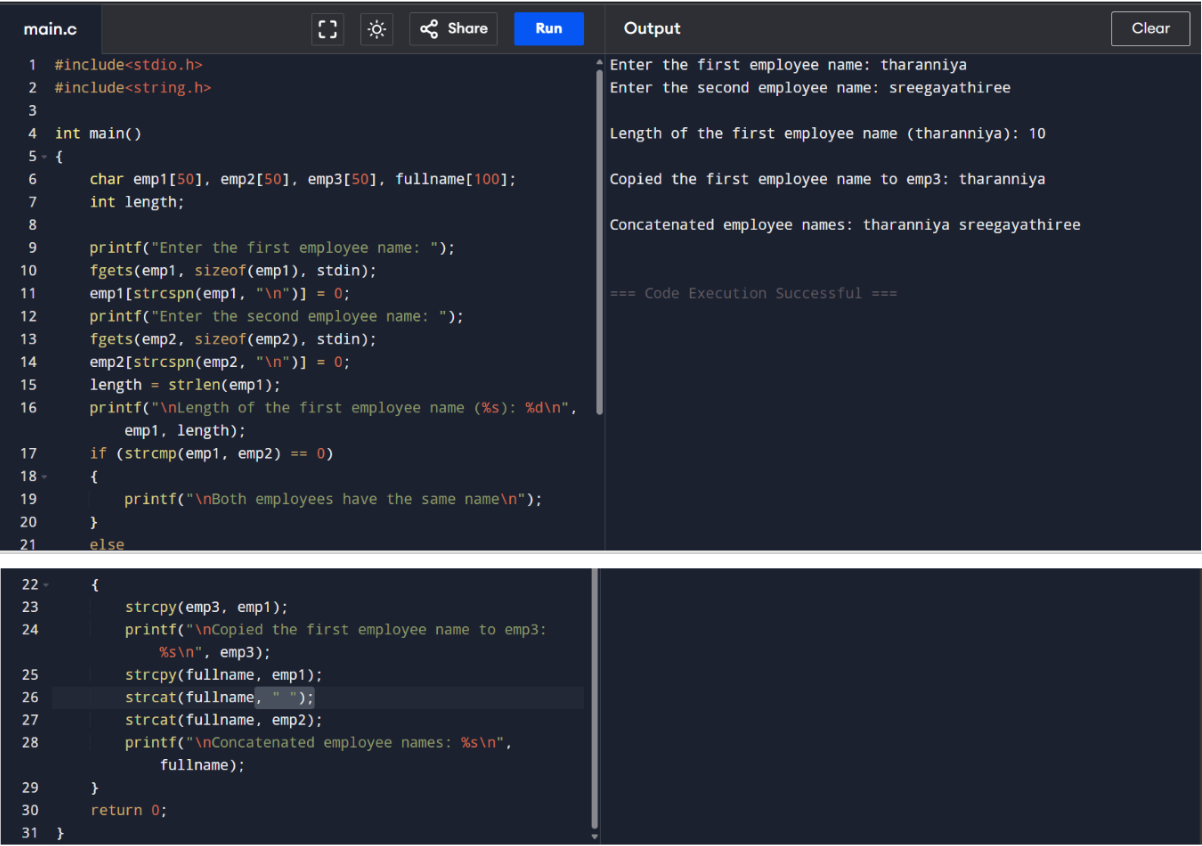 main.c Share Run Output Clear
1 #include<stdio.h>
2 #include<string.h>
3
4 int main()
5 {
6     char emp1[50], emp2[50], emp3[50], fullname[100];
7     int length;
8
9     printf("Enter the first employee name: ");
10     fgets(emp1, sizeof(emp1), stdin);
11     emp1[strcspn(emp1, "\n")] = 0;
12     printf("Enter the second employee name: ");
13     fgets(emp2, sizeof(emp2), stdin);
14     emp2[strcspn(emp2, "\n")] = 0;
15     length = strlen(emp1);
16     printf("\nLength of the first employee name (%s): %d\n",
        emp1, length);
17     if (strcmp(emp1, emp2) == 0)
18     {
19         printf("\nBoth employees have the same name\n");
20     }
21     else
Enter the first employee name: tharanniya
Enter the second employee name: sreegayathiree
Length of the first employee name (tharanniya): 10
Copied the first employee name to emp3: tharanniya
Concatenated employee names: tharanniya sreegayathiree
=== Code Execution Successful ===
22     {
23         strcpy(emp3, emp1);
24         printf("\nCopied the first employee name to emp3:
            %s\n", emp3);
25         strcpy(fullname, emp1);
26         strcat(fullname, " ");
27         strcat(fullname, emp2);
28         printf("\nConcatenated employee names: %s\n",
            fullname);
29     }
30     return 0;
31 }